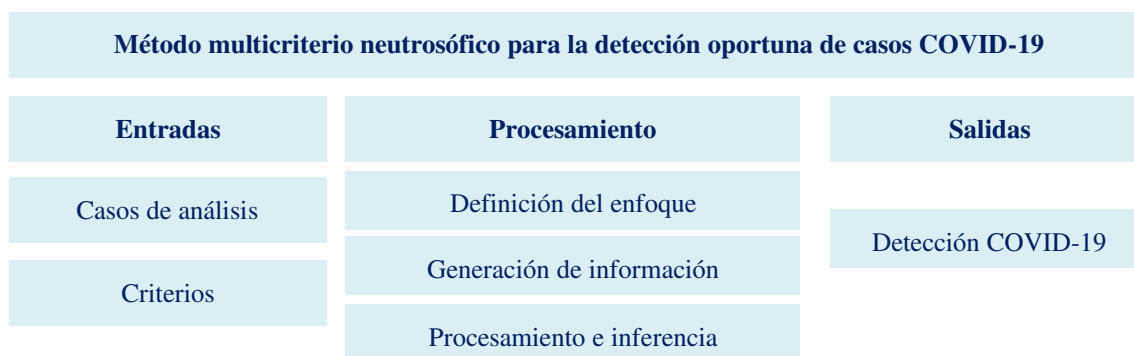 Método multicriterio neutrosófico para la detección oportuna de casos COVID-19
Entradas
Procesamiento
Salidas
Casos de análisis
Criterios
Definición del enfoque
Generación de información
Procesamiento e inferencia
Detección COVID-19